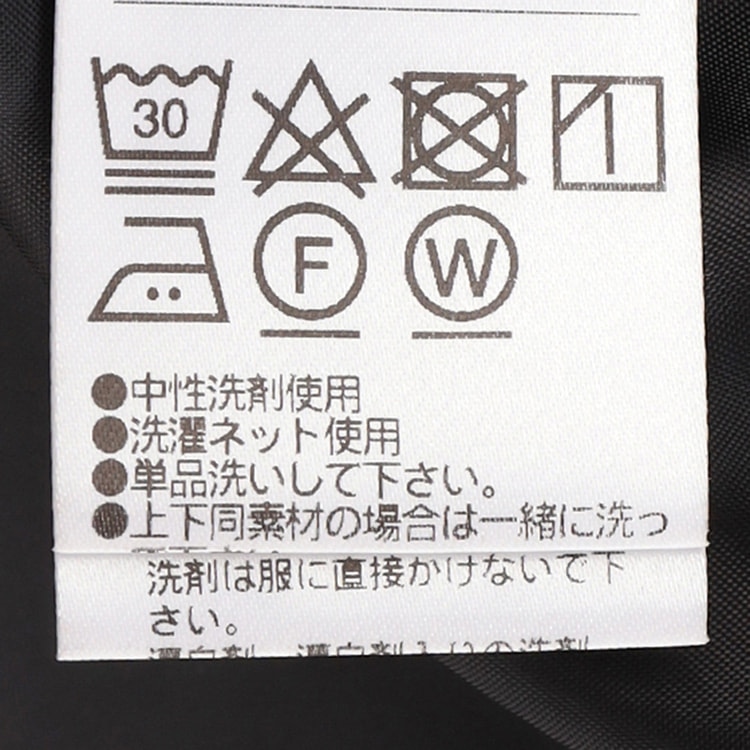 30
F W
●中性洗剤使用
●洗濯ネット使用
●単品洗いして下さい。
●上下同素材の場合は一緒に洗っ
洗剤は服に直接かけないで下
さい。